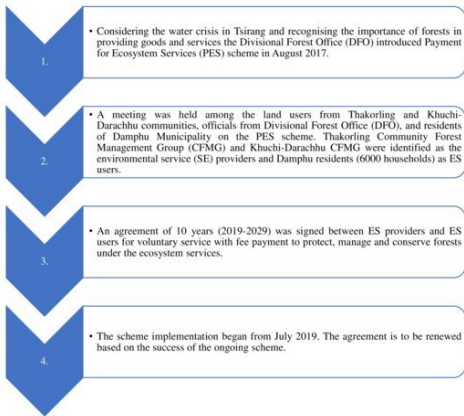 1.
• Considering the water crisis in Tsirang and recognising the importance of forests in
providing goods and services the Divisional Forest Office (DFO) introduced Payment
for Ecosystem Services (PES) scheme in August 2017.
2.
• A meeting was held among the land users from Thakorling and Khuchi-
Darachhu communities, officials from Divisional Forest Office (DFO), and residents
of Damphu Municipality on the PES scheme. Thakorling Community Forest
Management Group (CFMG) and Khuchi-Darachhu CFMG were identified as the
environmental service (SE) providers and Damphu residents (6000 households) as ES
users.
3.
• An agreement of 10 years (2019-2029) was signed between ES providers and ES
users for voluntary service with fee payment to protect, manage and conserve forests
under the ecosystem services.
4.
• The scheme implementation began from July 2019. The agreement is to be renewed
based on the success of the ongoing scheme.